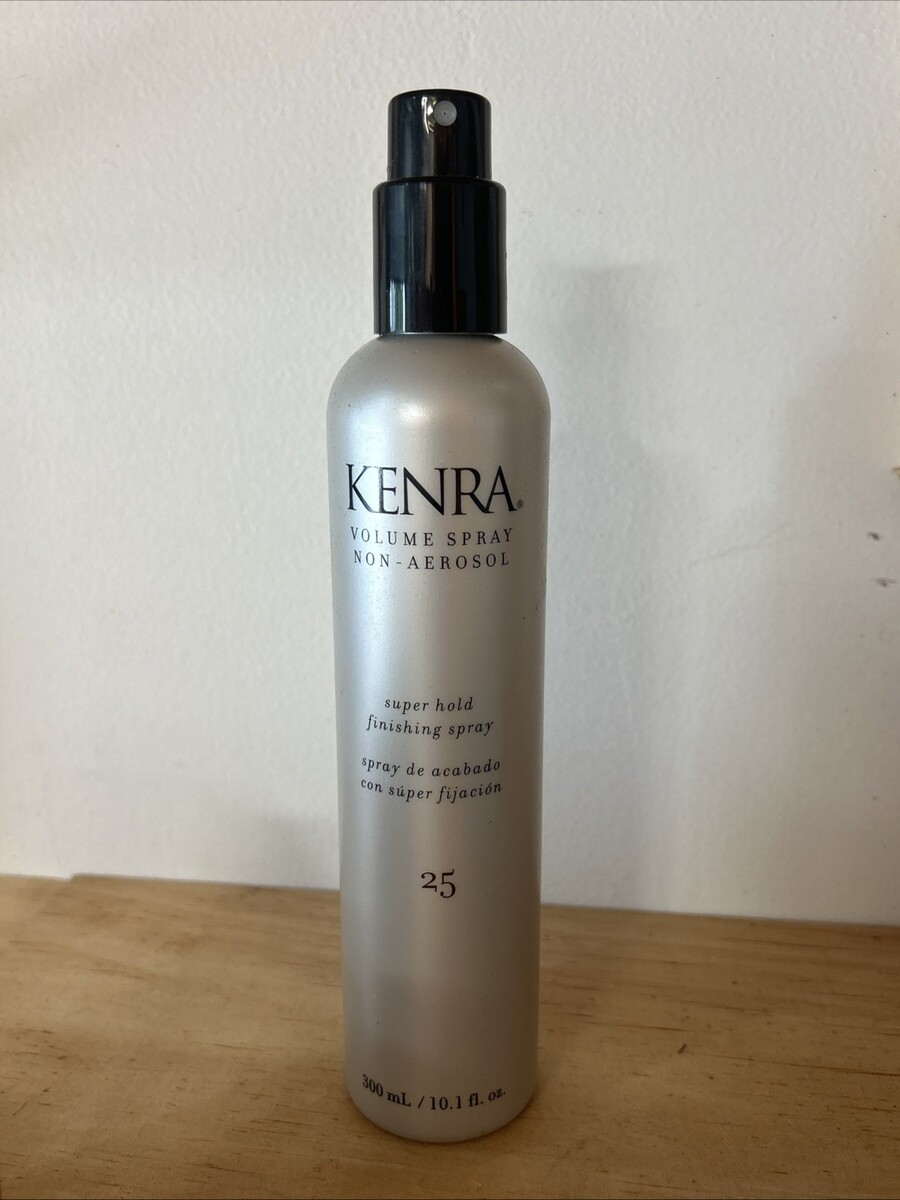 KENRA®
VOLUME SPRAY
NON-AEROSOL
super hold
finishing spray
spray de acabado
con súper fijación
25
300 mL / 10.1 fl. oz.